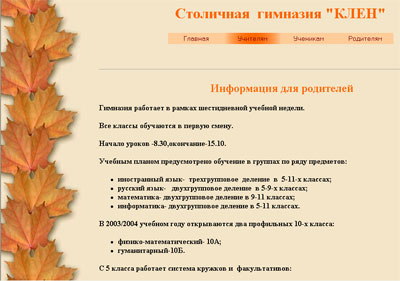 Столичная гимназия "КЛЕН"
Главная Учителям Ученикам Родителям
Информация для родителей
Гимназия работает в рамках шестидневной учебной недели.
Все классы обучаются в первую смену.
Начало уроков -8.30,окончание-15.10.
Учебным планом предусмотрено обучение в группах по ряду предметов:
иностранный язык- трехгрупповое деление в 5-11-х классах;
русский язык- двухгрупповое деление в 5-9-х классах;
математика- двухгрупповое деление в 9-11 классах;
информатика- двухгрупповое деление в 5-11 классах.
В 2003/2004 учебном году открываются два профильных 10-х класса:
физико-математический- 10А;
гуманитарный-10Б.
С 5 класса работает система кружков и факультативов: